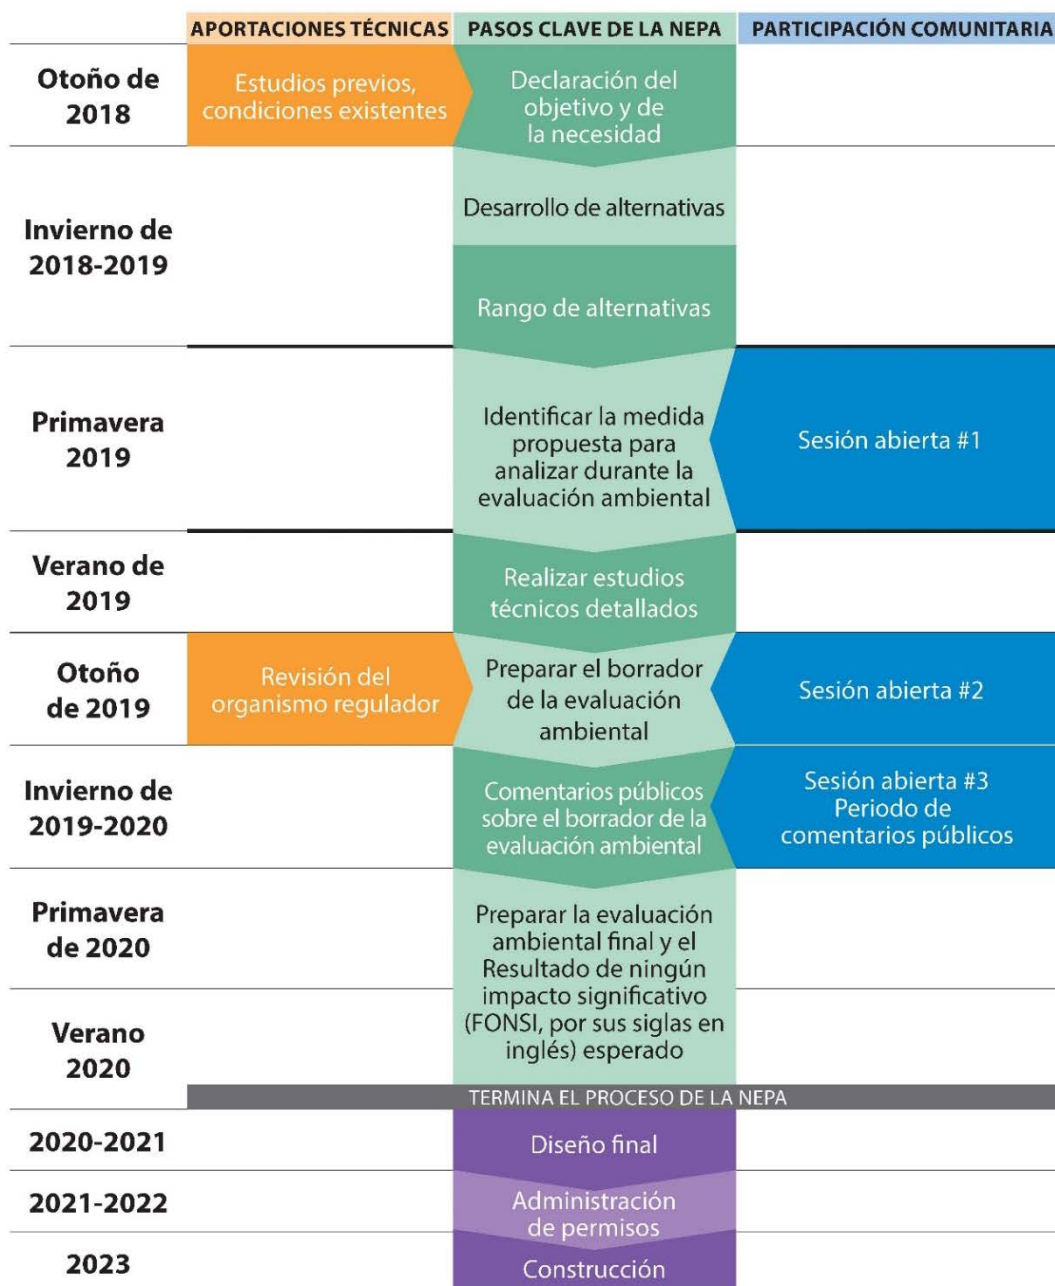 APORTACIONES TÉCNICAS
PASOS CLAVE DE LA NEPA
PARTICIPACIÓN COMUNITARIA
Otoño de
2018
Estudios previos,
condiciones existentes
Declaración del
objetivo y de
la necesidad
Invierno de
2018-2019
Desarrollo de alternativas
Rango de alternativas
Primavera
2019
Identificar la medida
propuesta para
analizar durante la
evaluación ambiental
Sesión abierta #1
Verano de
2019
Realizar estudios
técnicos detallados
Otoño
de 2019
Revisión del
organismo regulador
Preparar el borrador
de la evaluación
ambiental
Sesión abierta #2
Invierno de
2019-2020
Comentarios públicos
sobre el borrador de la
evaluación ambiental
Sesión abierta #3
Periodo de
comentarios públicos
Primavera
de 2020
Preparar la evaluación
ambiental final y el
Resultado de ningún
impacto significativo
(FONSI, por sus siglas en
inglés) esperado
Verano
2020
TERMINA EL PROCESO DE LA NEPA
2020-2021
Diseño final
2021-2022
Administración
de permisos
2023
Construcción